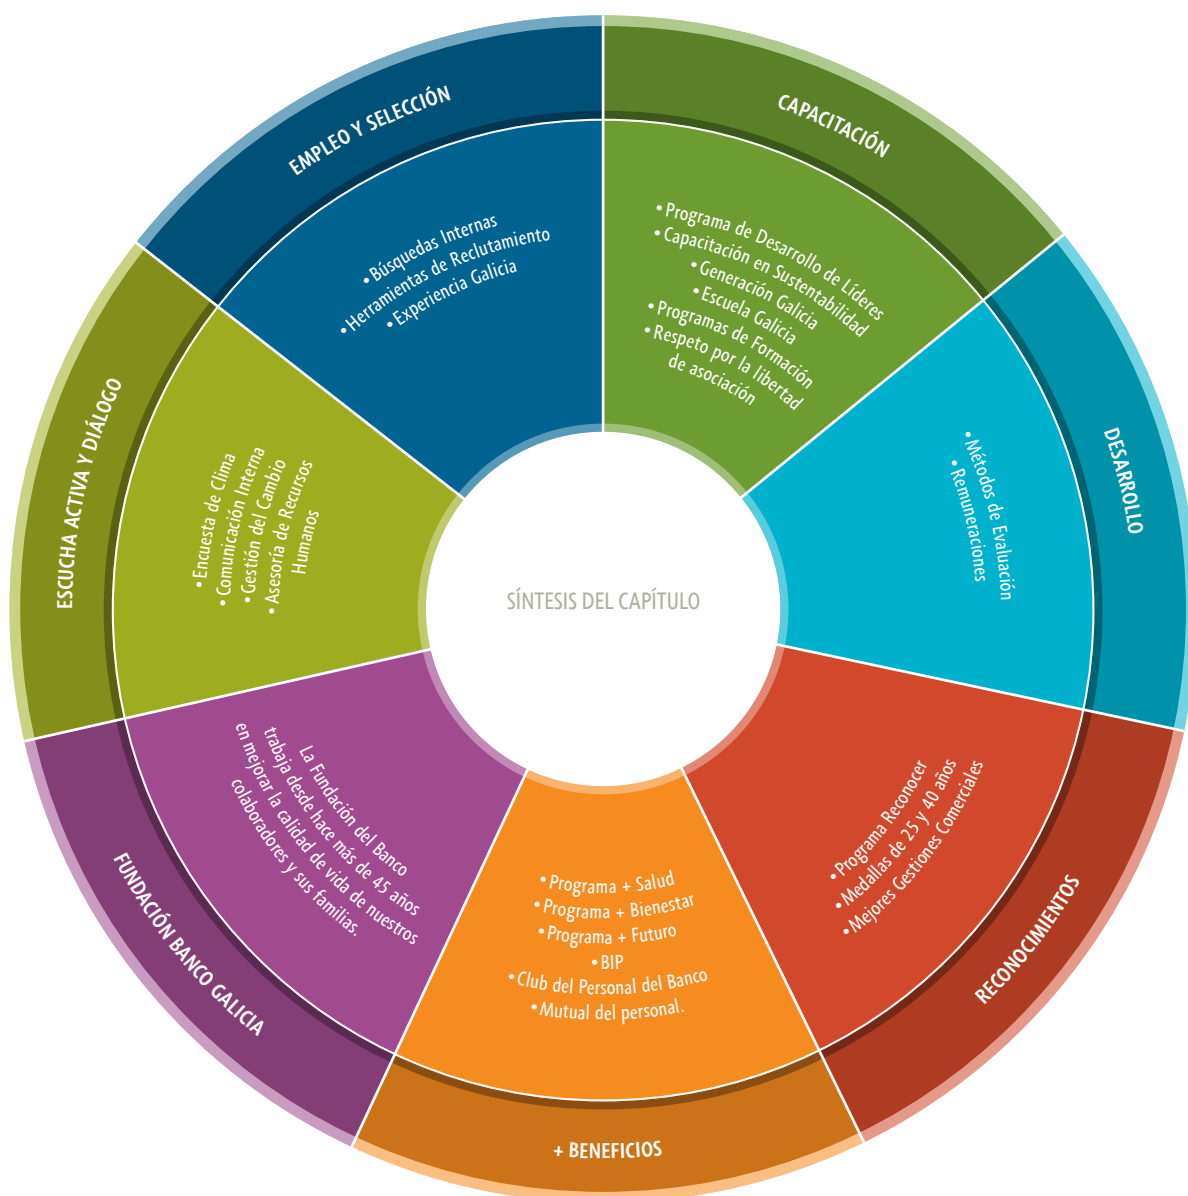 EMPLEO Y SELECCIÓN
• Búsquedas Internas
• Herramientas de Reclutamiento
• Experiencia Galicia
CAPACITACIÓN
• Programa de Desarrollo de Líderes
• Capacitación en Sustentabilidad
• Generación Galicia
• Escuela Galicia
• Programas de Formación
• Respeto por la libertad
de asociación
DESARROLLO
• Métodos de Evaluación
• Remuneraciones
RECONOCIMIENTOS
• Programa Reconocer
• Medallas de 25 y 40 años
• Mejores Gestiones Comerciales
+ BENEFICIOS
• Programa + Salud
• Programa + Bienestar
• Programa + Futuro
• BIP
• Club del Personal del Banco
• Mutual del personal.
FUNDACIÓN BANCO GALICIA
La Fundación del Banco
trabaja desde hace más de 45 años
en mejorar la calidad de vida de nuestros
colaboradores y sus familias.
ESCUCHA ACTIVA Y DIÁLOGO
• Encuesta de Clima
• Comunicación Interna
• Gestión del Cambio
• Asesoría de Recursos
Humanos
SÍNTESIS DEL CAPÍTULO